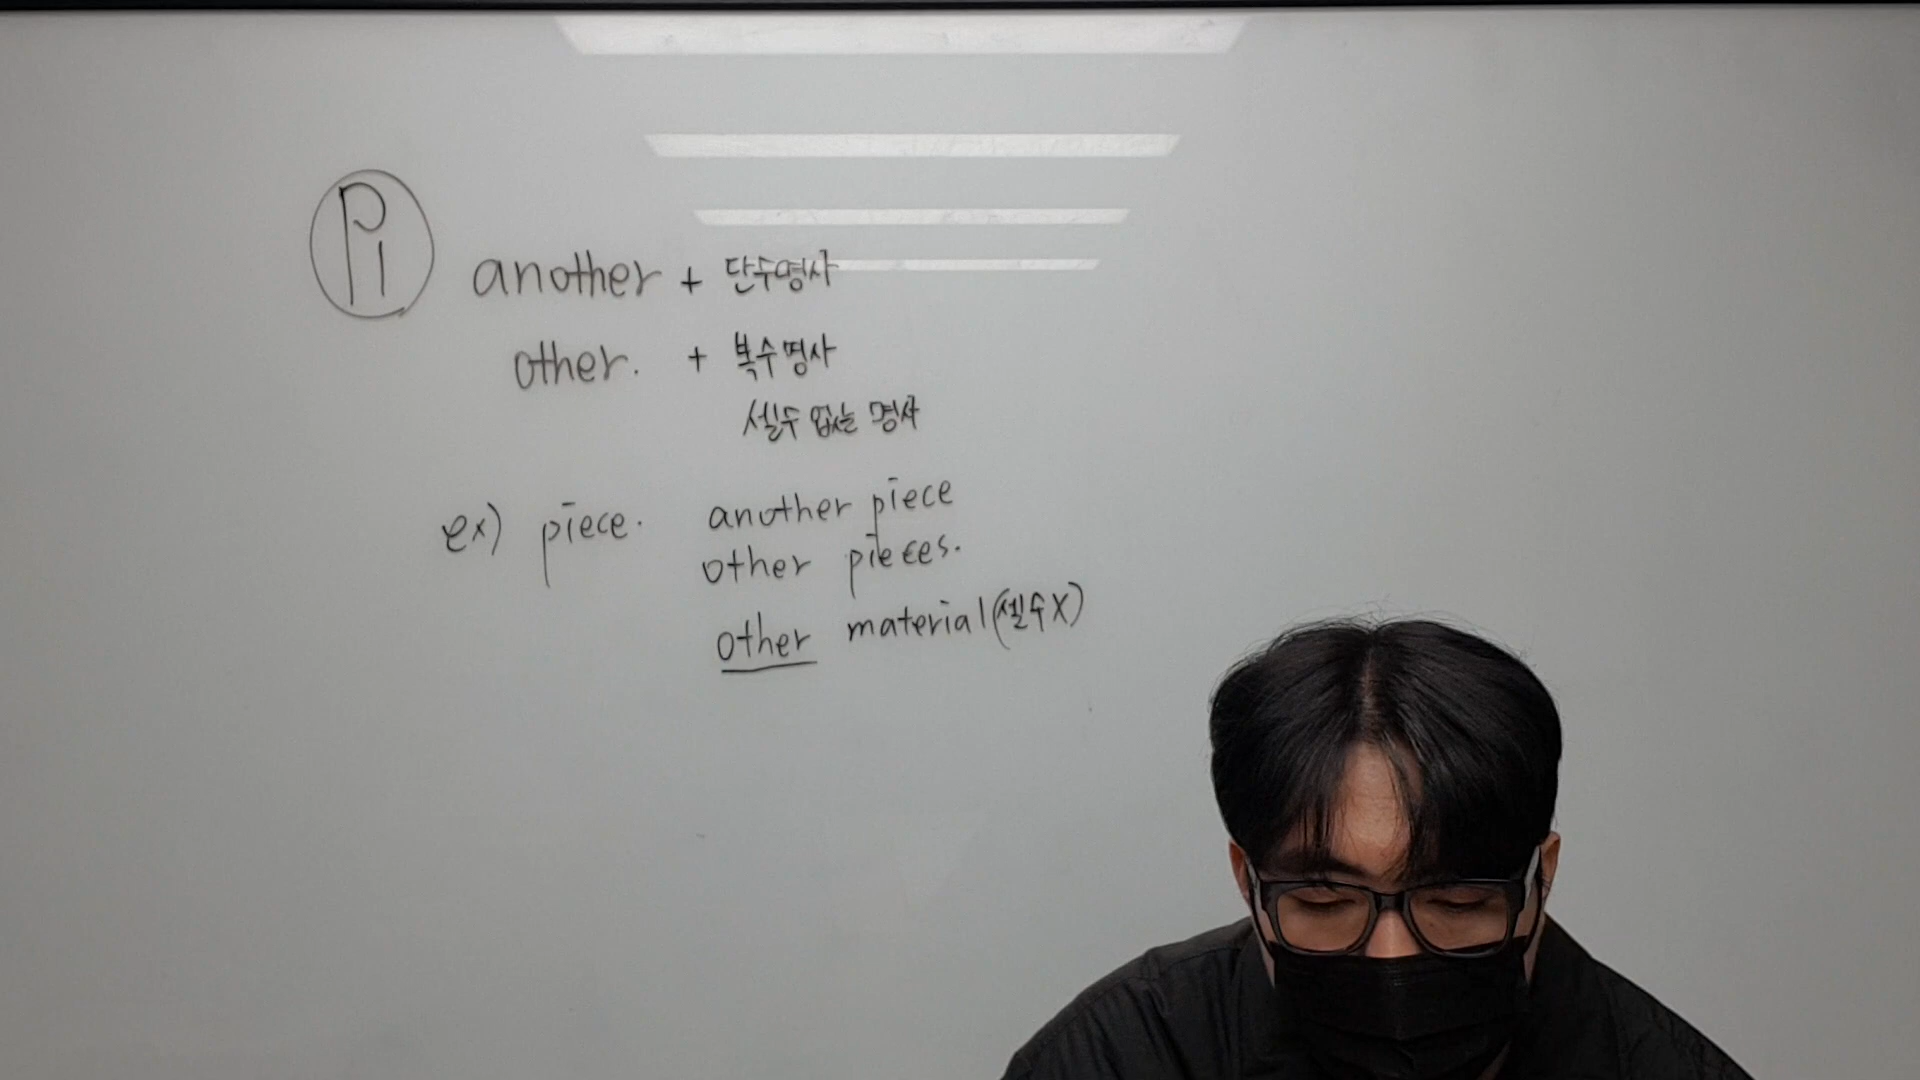 P1
another + 단수명사
other. + 복수명사
셀수 없는 명사
ex) piece. another piece
other pieces.
other material(셀수X)